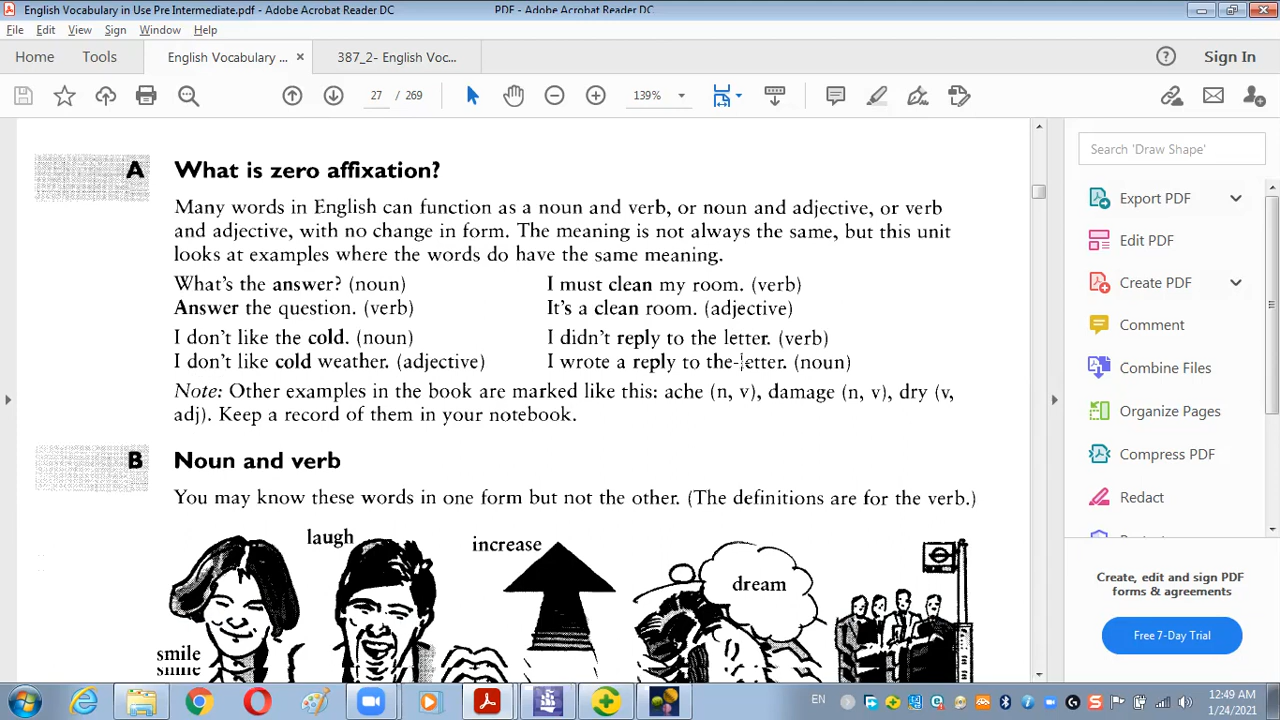 English Vocabulary in Use Pre Intermediate.pdf - Adobe Acrobat Reader DC
PDF - Adobe Acrobat Reader DC
File Edit View Sign Window Help
Home Tools English Vocabulary ... × 387_2- English Voc...
Sign In
27 / 269 139%
Search 'Draw Shape'
Export PDF
Edit PDF
Create PDF
Comment
Combine Files
Organize Pages
Compress PDF
Redact
Create, edit and sign PDF
forms & agreements
Free 7-Day Trial
A What is zero affixation?
Many words in English can function as a noun and verb, or noun and adjective, or verb
and adjective, with no change in form. The meaning is not always the same, but this unit
looks at examples where the words do have the same meaning.
What's the answer? (noun) I must clean my room. (verb)
Answer the question. (verb) It's a clean room. (adjective)
I don't like the cold. (noun) I didn't reply to the letter. (verb)
I don't like cold weather. (adjective) I wrote a reply to the letter. (noun)
Note: Other examples in the book are marked like this: ache (n, v), damage (n, v), dry (v,
adj). Keep a record of them in your notebook.
B Noun and verb
You may know these words in one form but not the other. (The definitions are for the verb.)
laugh
increase
dream
smile
EN
12:49 AM
1/24/2021